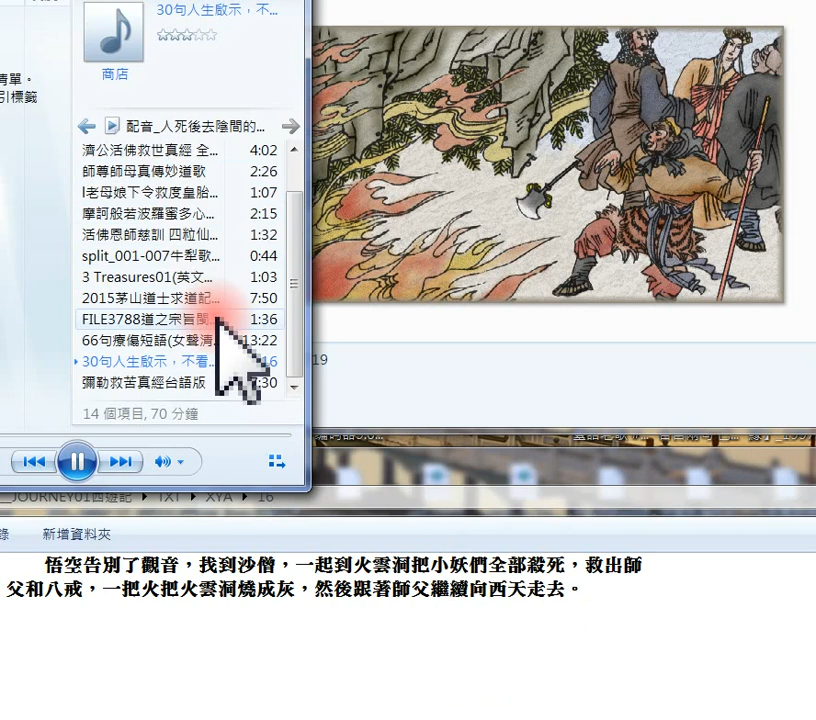 30句人生啟示，不...
商店
清單。
引標籤
配音_人死後去陰間的...
濟公活佛救世真經 全... 4:02
師尊師母真傳妙道歌 2:26
l老母娘下令救度皇胎... 1:07
摩訶般若波羅蜜多心... 2:15
活佛恩師慈訓 四粒仙... 1:32
split_001-007牛犁歌... 0:44
3 Treasures01(英文... 1:03
2015茅山道士求道記... 7:50
FILE3788道之宗旨閩... 1:36
66句療傷短語(女聲清... 13:22
30句人生啟示，不看... 16
彌勒救苦真經台語版 7:30
14 個項目, 70 分鐘
19
JOURNEY01西遊記 TXT XYA 16
錄 新增資料夾
悟空告別了觀音，找到沙僧，一起到火雲洞把小妖們全部殺死，救出師
父和八戒，一把火把火雲洞燒成灰，然後跟著師父繼續向西天走去。